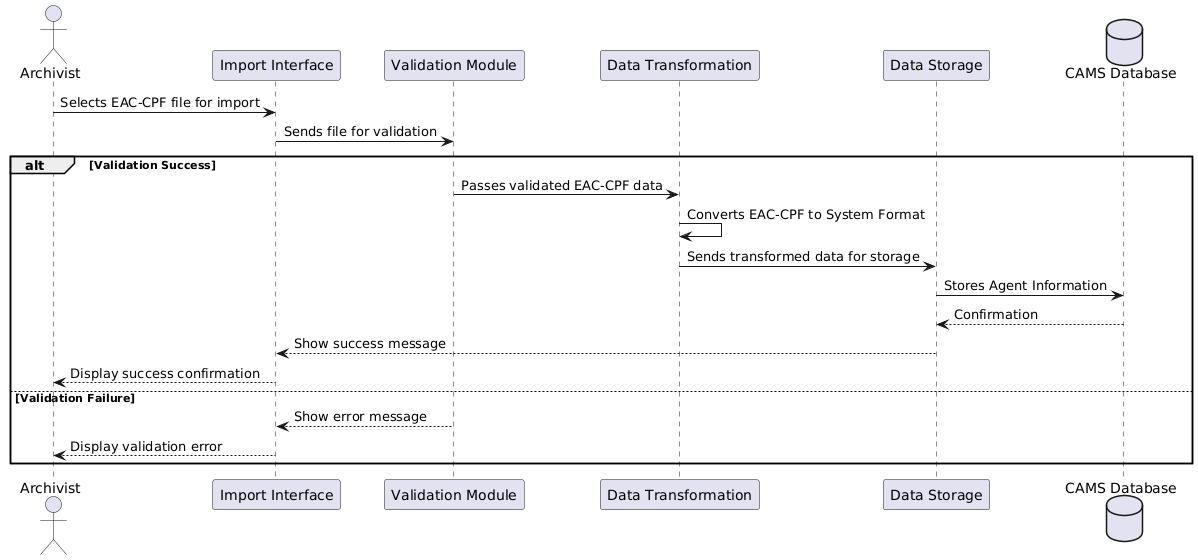 Archivist
Import Interface
Validation Module
Data Transformation
Data Storage
CAMS Database
Selects EAC-CPF file for import
Sends file for validation
alt
[Validation Success]
Passes validated EAC-CPF data
Converts EAC-CPF to System Format
Sends transformed data for storage
Stores Agent Information
Confirmation
Show success message
Display success confirmation
[Validation Failure]
Show error message
Display validation error
Archivist
Import Interface
Validation Module
Data Transformation
Data Storage
CAMS Database